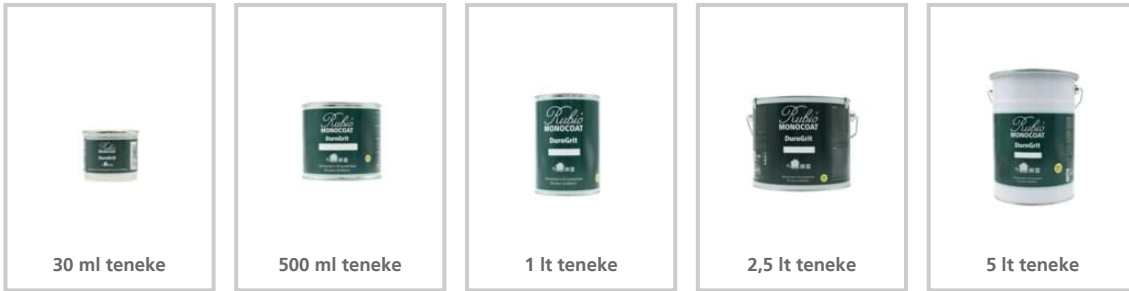 Rubio
MONOCOAT
DuroGrit
30 ml teneke
Rubio
MONOCOAT
DuroGrit
500 ml teneke
Rubio
MONOCOAT
DuroGrit
1 lt teneke
Rubio
MONOCOAT
DuroGrit
2,5 lt teneke
Rubio
MONOCOAT
DuroGrit
5 lt teneke